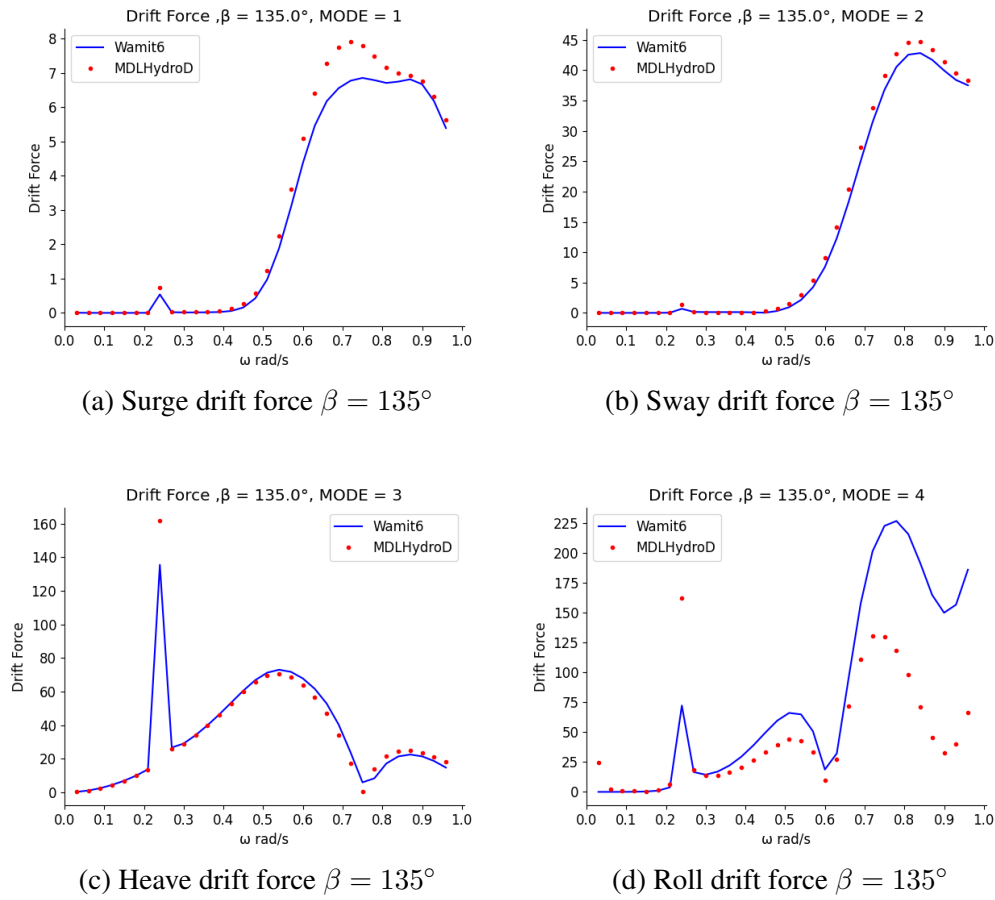 Drift Force ,β = 135.0°, MODE = 1
Wamit6
MDLHydroD
Drift Force
8
7
6
5
4
3
2
1
0
0.0 0.1 0.2 0.3 0.4 0.5 0.6 0.7 0.8 0.9 1.0
ω rad/s
(a) Surge drift force β = 135°
Drift Force ,β = 135.0°, MODE = 2
Wamit6
MDLHydroD
Drift Force
45
40
35
30
25
20
15
10
5
0
0.0 0.1 0.2 0.3 0.4 0.5 0.6 0.7 0.8 0.9 1.0
ω rad/s
(b) Sway drift force β = 135°
Drift Force ,β = 135.0°, MODE = 3
Wamit6
MDLHydroD
Drift Force
160
140
120
100
80
60
40
20
0
0.0 0.1 0.2 0.3 0.4 0.5 0.6 0.7 0.8 0.9 1.0
ω rad/s
(c) Heave drift force β = 135°
Drift Force ,β = 135.0°, MODE = 4
Wamit6
MDLHydroD
Drift Force
225
200
175
150
125
100
75
50
25
0
0.0 0.1 0.2 0.3 0.4 0.5 0.6 0.7 0.8 0.9 1.0
ω rad/s
(d) Roll drift force β = 135°